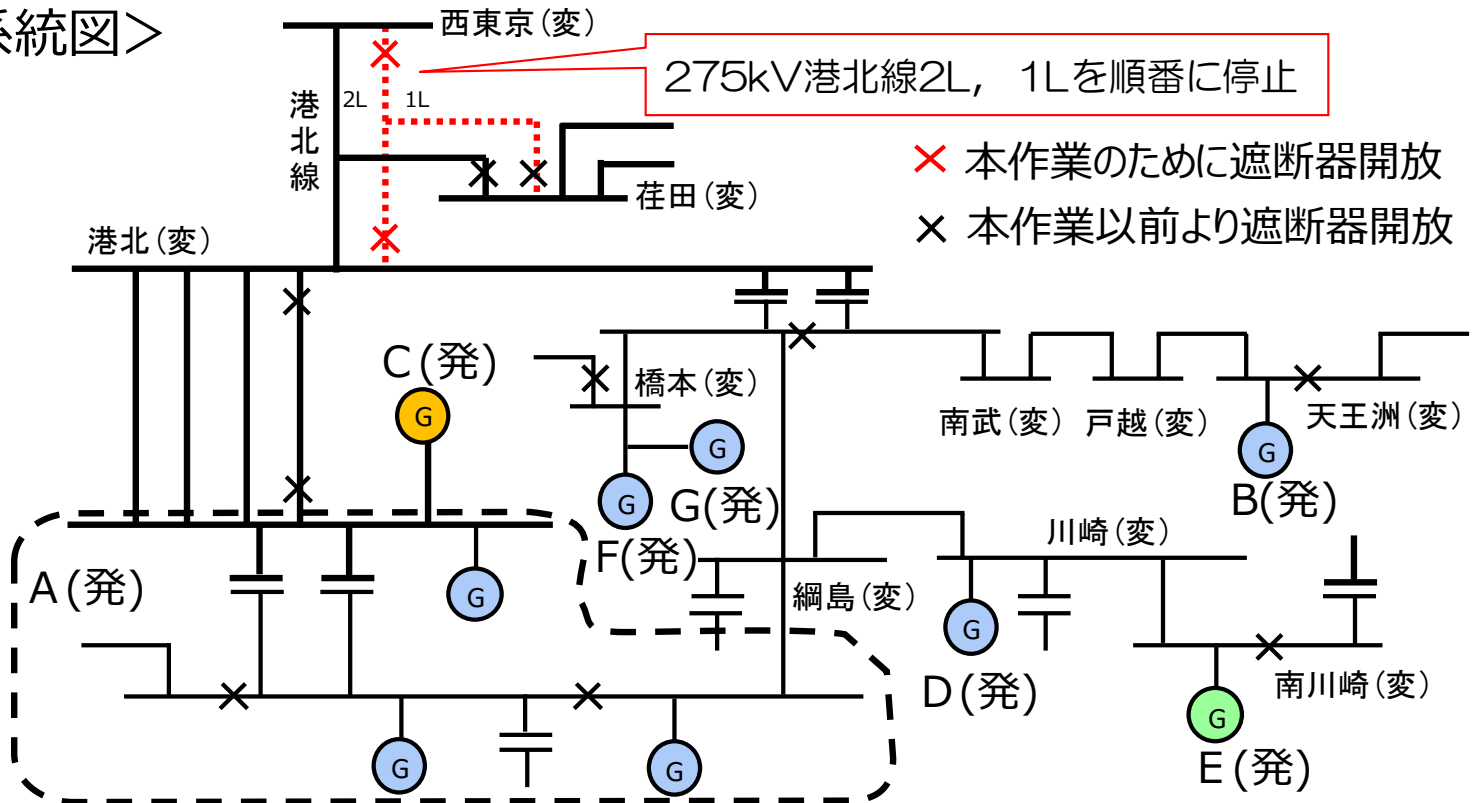 系統図>
西東京(変)
275kV港北線2L, 1Lを順番に停止
港北線
2L
1L
× 本作業のために遮断器開放
× 本作業以前より遮断器開放
荏田(変)
港北(変)
C(発)
G
橋本(変)
G
G
G(発)
F(発)
南武(変)
戸越(変)
天王洲(変)
G
B(発)
A(発)
G
綱島(変)
川崎(変)
G
D(発)
南川崎(変)
G
E(発)
G
G